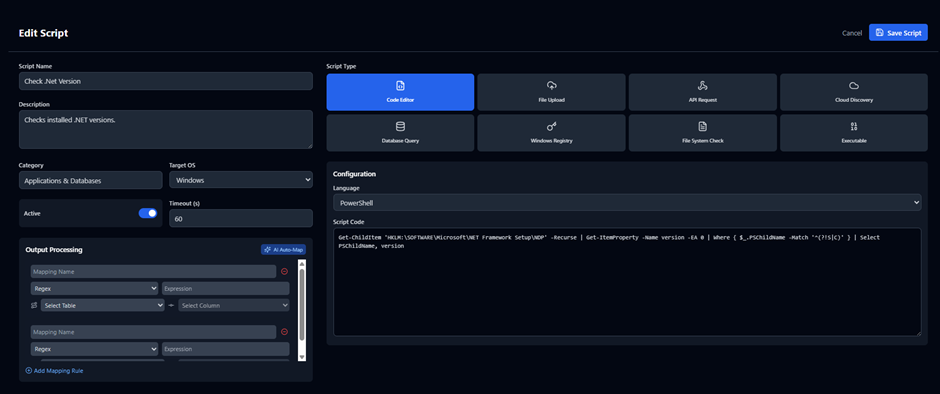 Edit Script
Cancel
Save Script
Script Name
Check .Net Version
Description
Checks installed .NET versions.
Category
Target OS
Applications & Databases
Windows
Active
Timeout (s)
60
Output Processing
AI Auto-Map
Mapping Name
Regex
Expression
Select Table
Select Column
Mapping Name
Regex
Expression
Add Mapping Rule
Script Type
Code Editor
File Upload
API Request
Cloud Discovery
Database Query
Windows Registry
File System Check
Executable
Configuration
Language
PowerShell
Script Code
Get-ChildItem 'HKLM:\SOFTWARE\Microsoft\NET Framework Setup\NDP' -Recurse | Get-ItemProperty -Name version -EA 0 | Where { $_.PSChildName -Match '^(?!S|C)' } | Select
PSChildName, version